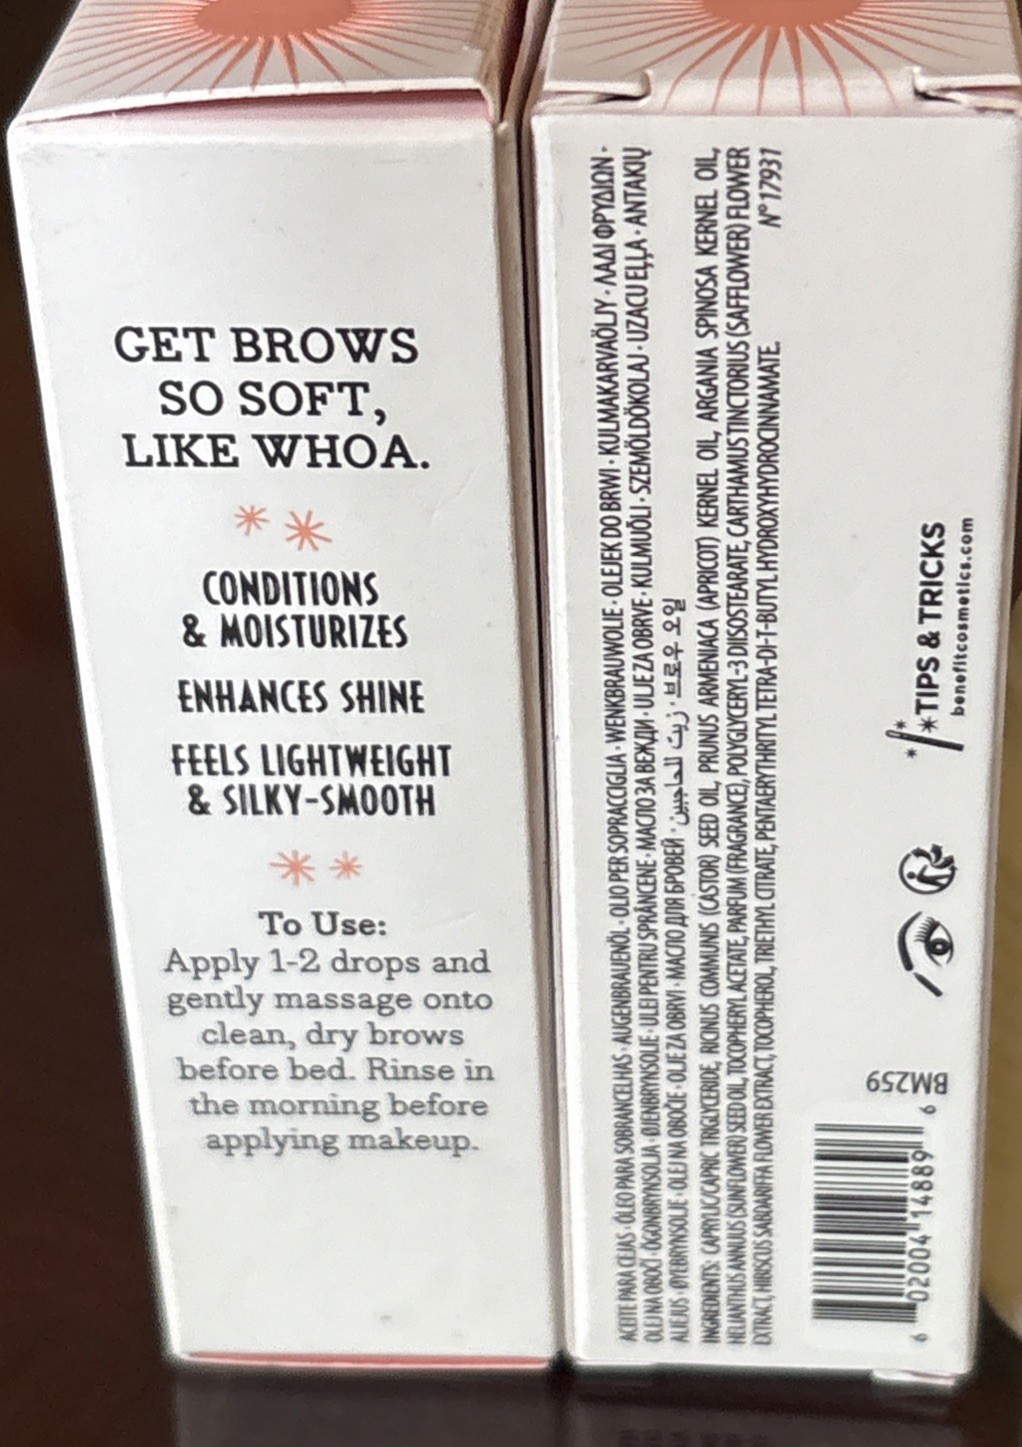 GET BROWS
SO SOFT,
LIKE WHOA.
CONDITIONS
& MOISTURIZES
ENHANCES SHINE
FEELS LIGHTWEIGHT
& SILKY-SMOOTH
To Use:
Apply 1-2 drops and
gently massage onto
clean, dry brows
before bed. Rinse in
the morning before
applying makeup.
ACEITE PARA CEJAS · ÓLEO PARA SOBRANCELHAS · AUGENBRAUENÖL · OLIO PER SOPRACCIGLIA · WENKBRAUWOLIE · OLEJEK DO BRWI · KULMAKARVAÖLJY · ΛΑΔΙ ΦΡΥΔΙΩΝ ·
OLEJ NA OBOČÍ · ÖGONBRYNSOLJA · ØJENBRYNSOLIE · ULEI PENTRU SPRÂNCENE · МАСЛО ЗА ВЕЖДИ · ULJE ZA OBRVE · KULMUÕLI · SZEMÖLDÖKOLAJ · UZACU EĻĻA · ANTAKIŲ
ALIEJUS · ØYEBRYNSOLJE · OLEJ NA OBOČIE · OLJE ZA OBRVI · МАСЛО ДЛЯ БРОВЕЙ · زيت للحاجبين · 브로우 오일
INGREDIENTS: CAPRYLIC/CAPRIC TRIGLYCERIDE, RICINUS COMMUNIS (CASTOR) SEED OIL, PRUNUS ARMENIACA (APRICOT) KERNEL OIL, ARGANIA SPINOSA KERNEL OIL,
HELIANTHUS ANNUUS (SUNFLOWER) SEED OIL, TOCOPHERYL ACETATE, PARFUM (FRAGRANCE), POLYGLYCERYL-3 DIISOSTEARATE, CARTHAMUS TINCTORIUS (SAFFLOWER) FLOWER
EXTRACT, HIBISCUS SABDARIFFA FLOWER EXTRACT, TOCOPHEROL, TRIETHYL CITRATE, PENTAERYTHRITYL TETRA-DI-T-BUTYL HYDROXYHYDROCINNAMATE.
N° 17931
TIPS & TRICKS
benefitcosmetics.com
BM259
6 02004 14889 6